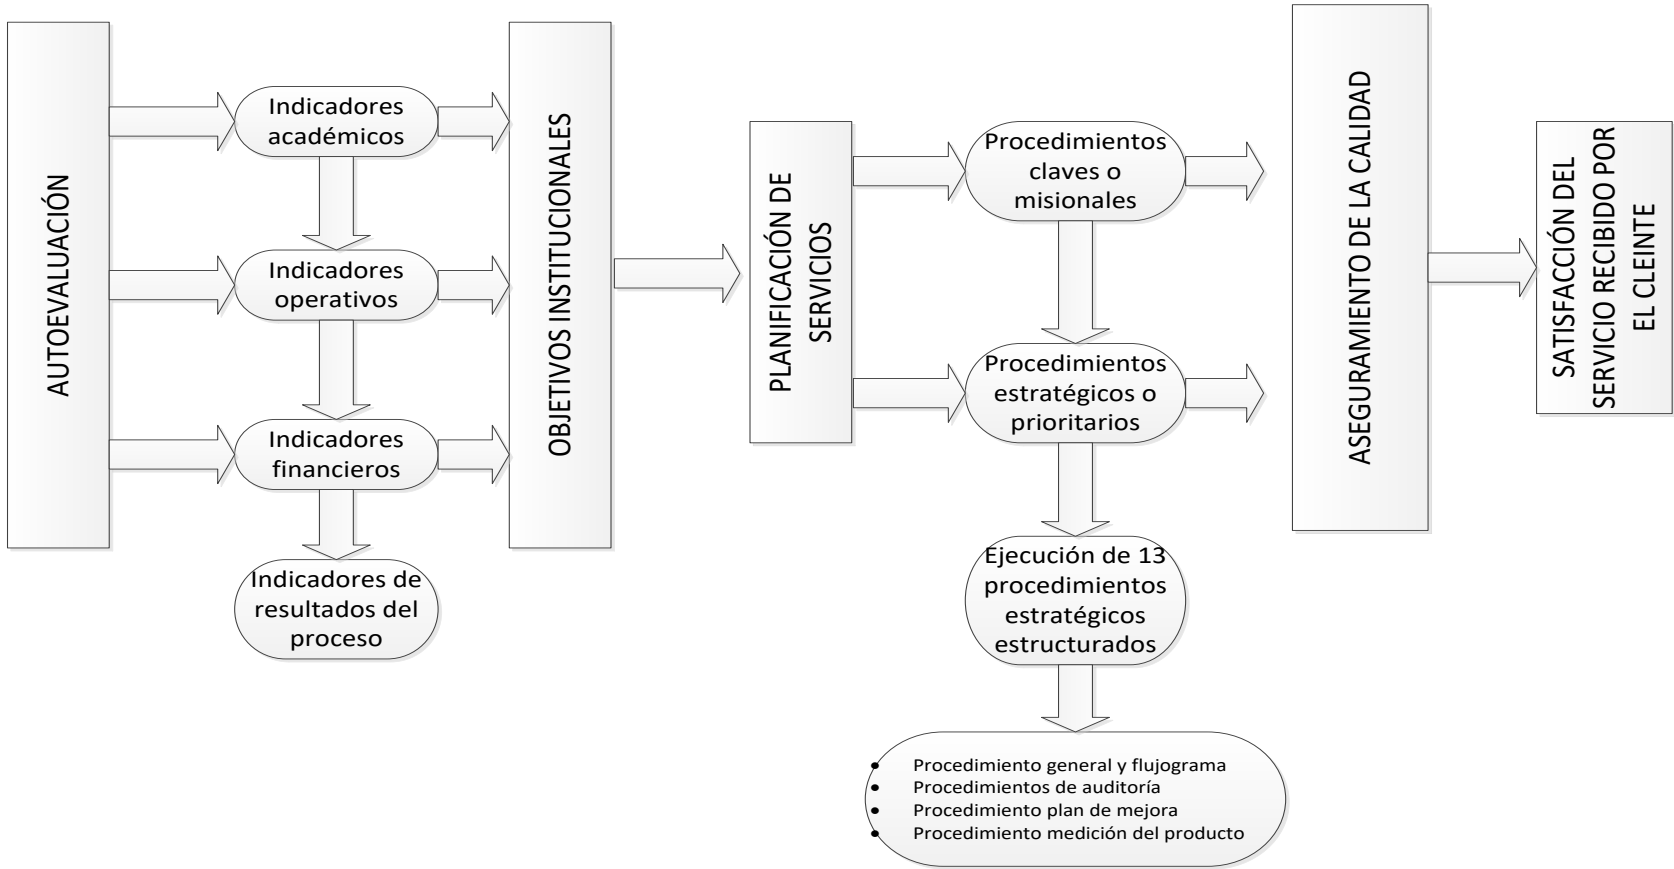 AUTOEVALUACIÓN
Indicadores
académicos
Indicadores
operativos
Indicadores
financieros
Indicadores de
resultados del
proceso
OBJETIVOS INSTITUCIONALES
PLANIFICACIÓN DE
SERVICIOS
Procedimientos
claves o
misionales
Procedimientos
estratégicos o
prioritarios
Ejecución de 13
procedimientos
estratégicos
estructurados
• Procedimiento general y flujograma
• Procedimientos de auditoría
• Procedimiento plan de mejora
• Procedimiento medición del producto
ASEGURAMIENTO DE LA CALIDAD
SATISFACCIÓN DEL
SERVICIO RECIBIDO POR
EL CLEINTE